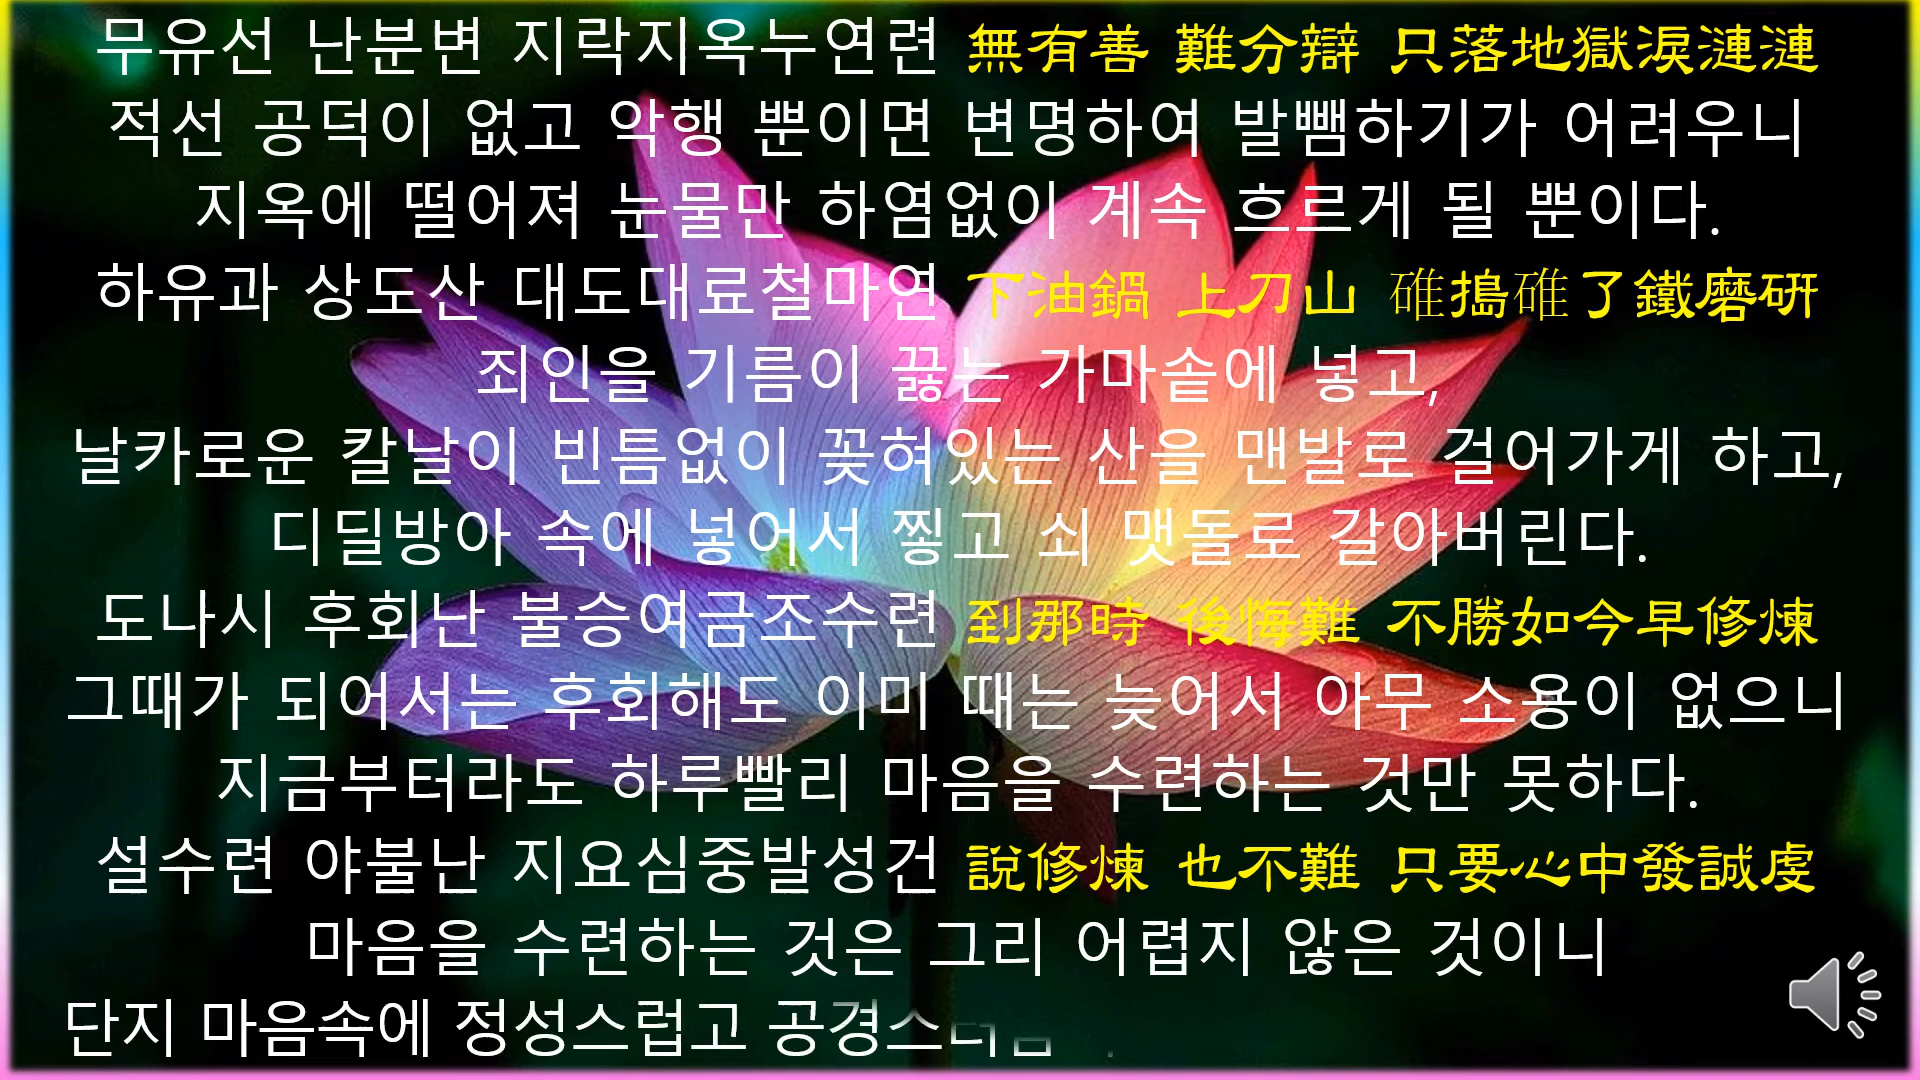 무유선 난분변 지락지옥누연련 無有善 難分辯 只落地獄淚漣漣
적선 공덕이 없고 악행 뿐이면 변명하여 발뺌하기가 어려우니
지옥에 떨어져 눈물만 하염없이 계속 흐르게 될 뿐이다.
하유과 상도산 대도대료철마연 下油鍋 上刀山 碓搗碓了鐵磨硏
죄인을 기름이 끓는 가마솥에 넣고,
날카로운 칼날이 빈틈없이 꽂혀있는 산을 맨발로 걸어가게 하고,
디딜방아 속에 넣어서 찧고 쇠 맷돌로 갈아버린다.
도나시 후회난 불승여금조수련 到那時 後悔難 不勝如今早修煉
그때가 되어서는 후회해도 이미 때는 늦어서 아무 소용이 없으니
지금부터라도 하루빨리 마음을 수련하는 것만 못하다.
설수련 야불난 지요심중발성건 說修煉 也不難 只要心中發誠虔
마음을 수련하는 것은 그리 어렵지 않은 것이니
단지 마음속에 정성스럽고